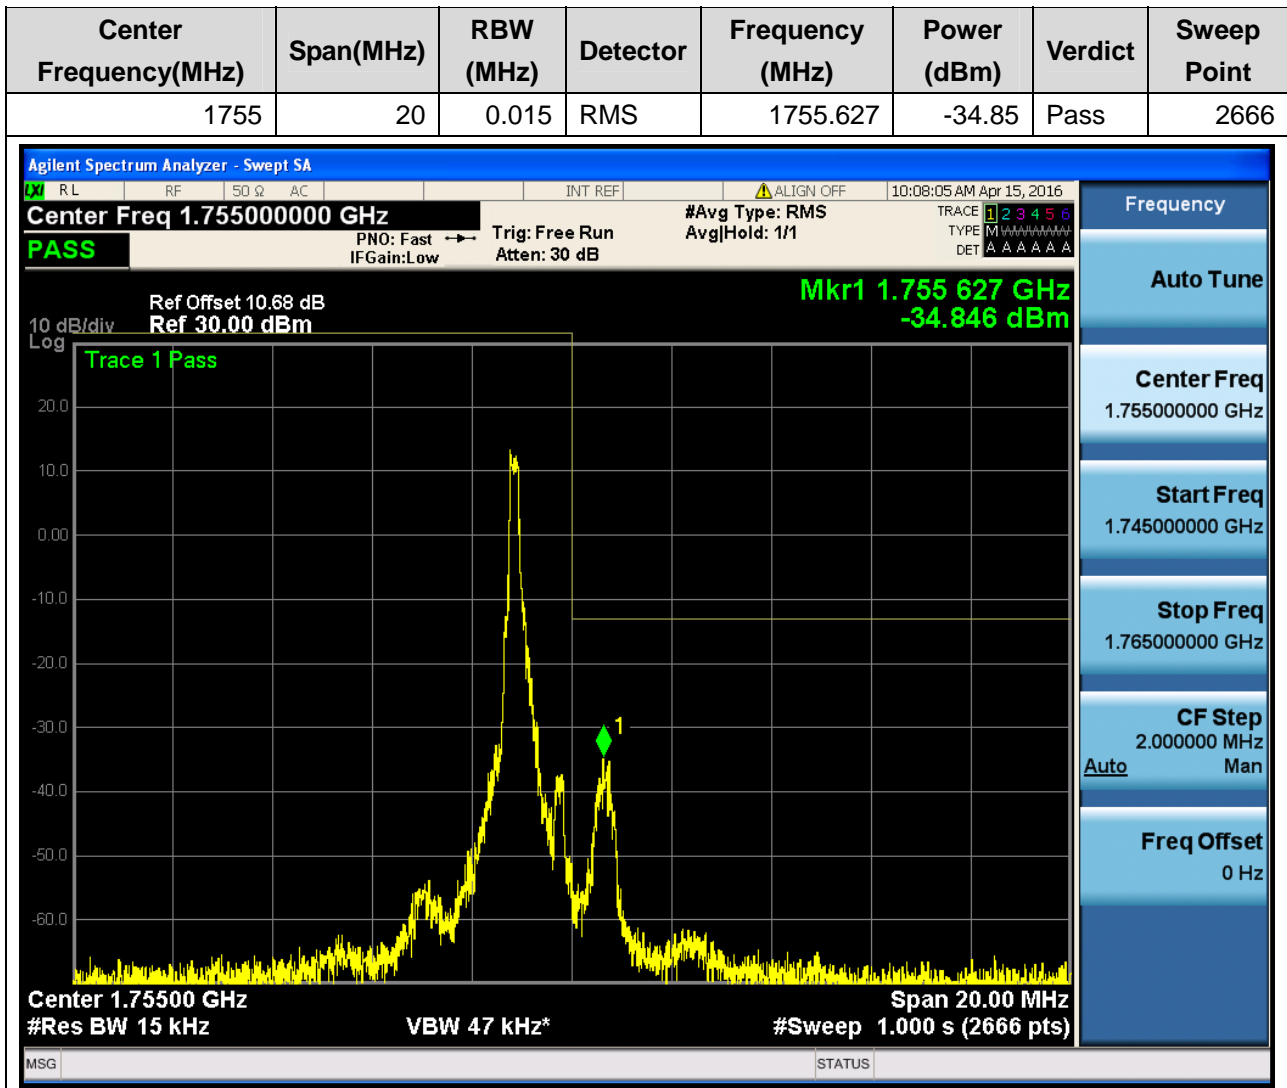 Center Frequency(MHz) Span(MHz) RBW (MHz) Detector Frequency (MHz) Power (dBm) Verdict Sweep Point
1755 20 0.015 RMS 1755.627 -34.85 Pass 2666
Agilent Spectrum Analyzer - Swept SA
LXI RL RF 50 Ω AC INT REF ALIGN OFF 10:08:05 AM Apr 15, 2016
Center Freq 1.755000000 GHz
PASS
PNO: Fast
IFGain:Low
Trig: Free Run
Atten: 30 dB
#Avg Type: RMS
Avg|Hold: 1/1
TRACE 1 2 3 4 5 6
TYPE M
DET A A A A A A
Mkr1 1.755 627 GHz
-34.846 dBm
Ref Offset 10.68 dB
10 dB/div Ref 30.00 dBm
Log
Trace 1 Pass
20.0
10.0
0.00
-10.0
-20.0
-30.0
-40.0
-50.0
-60.0
1
Center 1.75500 GHz Span 20.00 MHz
#Res BW 15 kHz VBW 47 kHz* #Sweep 1.000 s (2666 pts)
MSG STATUS
Frequency
Auto Tune
Center Freq
1.755000000 GHz
Start Freq
1.745000000 GHz
Stop Freq
1.765000000 GHz
CF Step
2.000000 MHz
Auto Man
Freq Offset
0 Hz